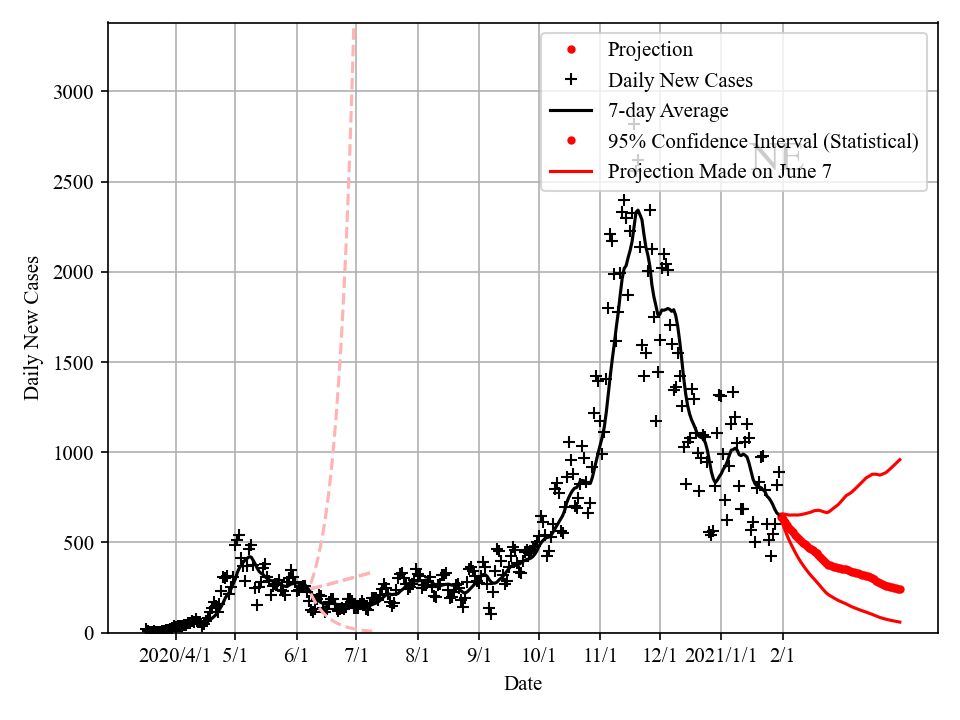 Projection
Daily New Cases
7-day Average
95% Confidence Interval (Statistical)
Projection Made on June 7
NE
3000
2500
2000
1500
1000
500
0
Daily New Cases
2020/4/1 5/1 6/1 7/1 8/1 9/1 10/1 11/1 12/1 2021/1/1 2/1
Date